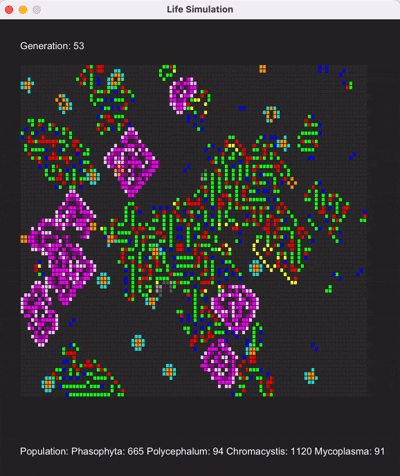 Life Simulation
Generation: 53
Population: Phasophyta: 665 Polycephalum: 94 Chromacystis: 1120 Mycoplasma: 91